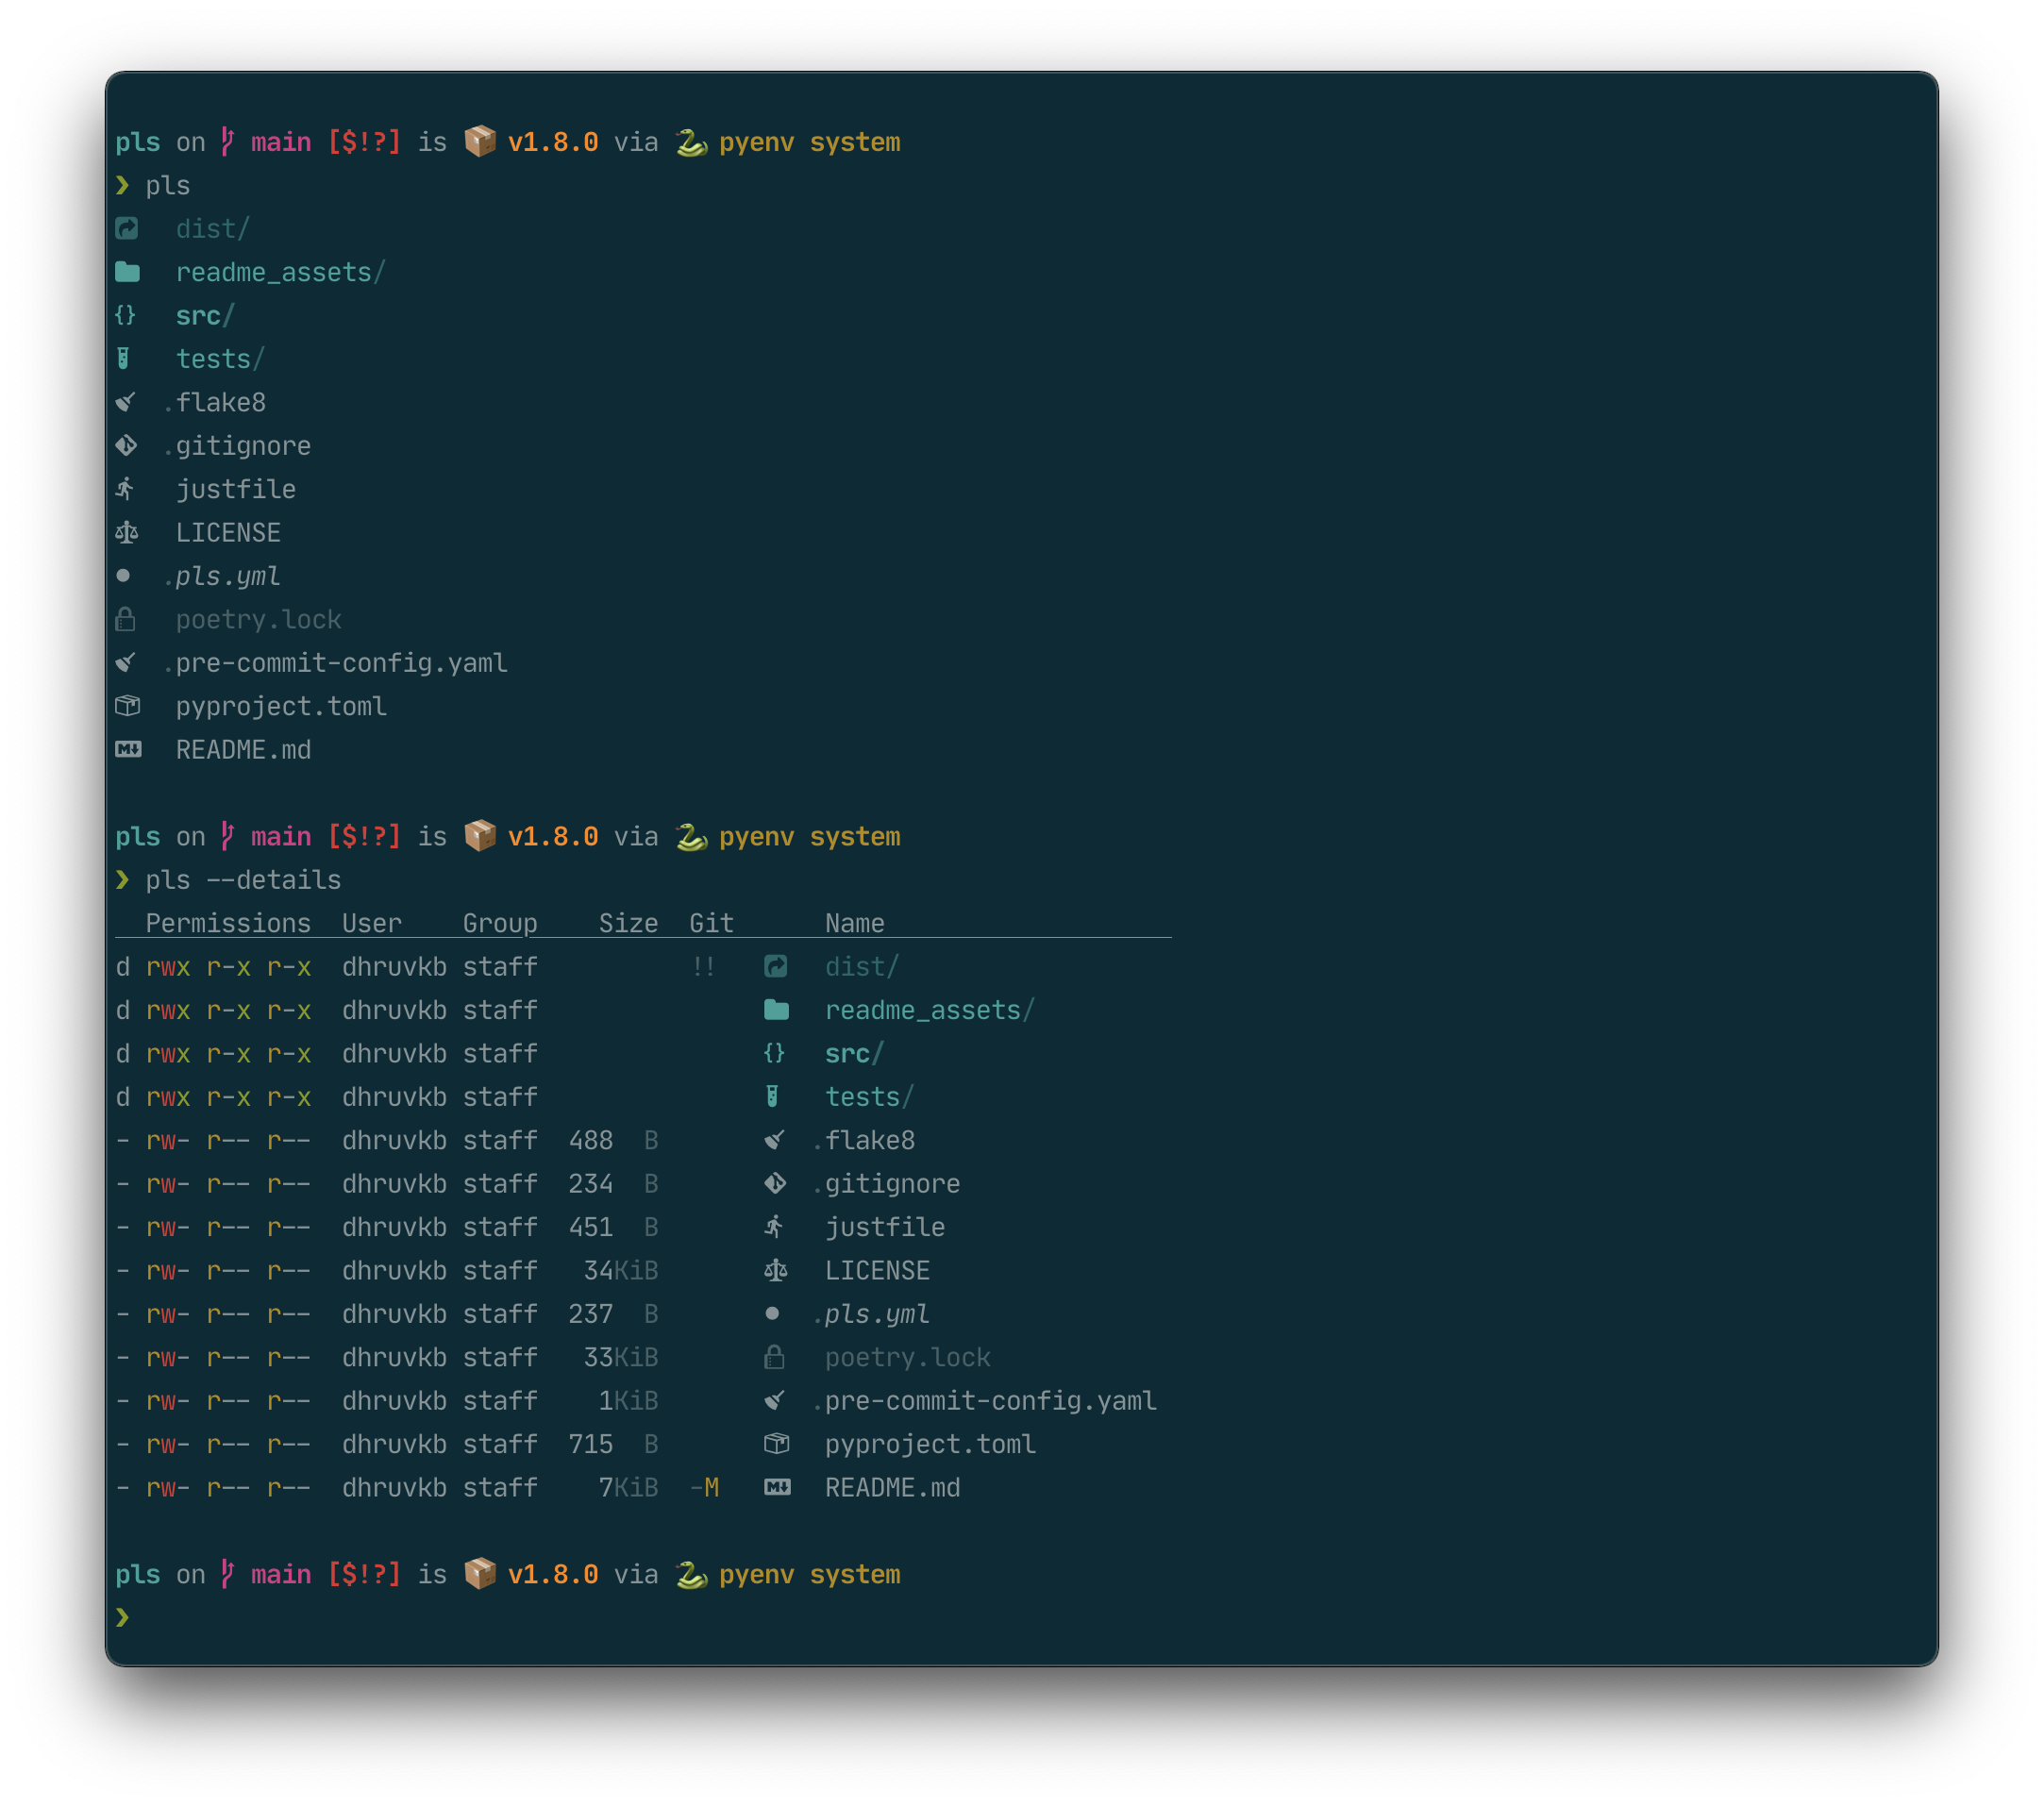 pls on main [$!?] is 📦 v1.8.0 via 🐍 pyenv system
❯ pls
dist/
readme_assets/
{} src/
tests/
.flake8
.gitignore
justfile
LICENSE
.pls.yml
poetry.lock
.pre-commit-config.yaml
pyproject.toml
M↓ README.md
pls on main [$!?] is 📦 v1.8.0 via 🐍 pyenv system
❯ pls --details
Permissions User Group Size Git Name
d rwx r-x r-x dhruvkb staff !! dist/
d rwx r-x r-x dhruvkb staff readme_assets/
d rwx r-x r-x dhruvkb staff {} src/
d rwx r-x r-x dhruvkb staff tests/
- rw- r-- r-- dhruvkb staff 488 B .flake8
- rw- r-- r-- dhruvkb staff 234 B .gitignore
- rw- r-- r-- dhruvkb staff 451 B justfile
- rw- r-- r-- dhruvkb staff 34KiB LICENSE
- rw- r-- r-- dhruvkb staff 237 B .pls.yml
- rw- r-- r-- dhruvkb staff 33KiB poetry.lock
- rw- r-- r-- dhruvkb staff 1KiB .pre-commit-config.yaml
- rw- r-- r-- dhruvkb staff 715 B pyproject.toml
- rw- r-- r-- dhruvkb staff 7KiB -M M↓ README.md
pls on main [$!?] is 📦 v1.8.0 via 🐍 pyenv system
❯